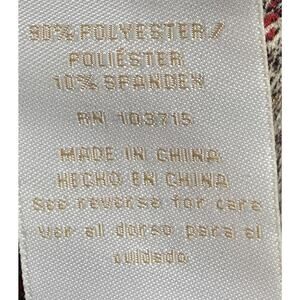 90% POLYESTER /
POLIÉSTER
10% SPANDEX
RN 103715
MADE IN CHINA
HECHO EN CHINA
See reverse for care
Ver al dorso para el
cuidado